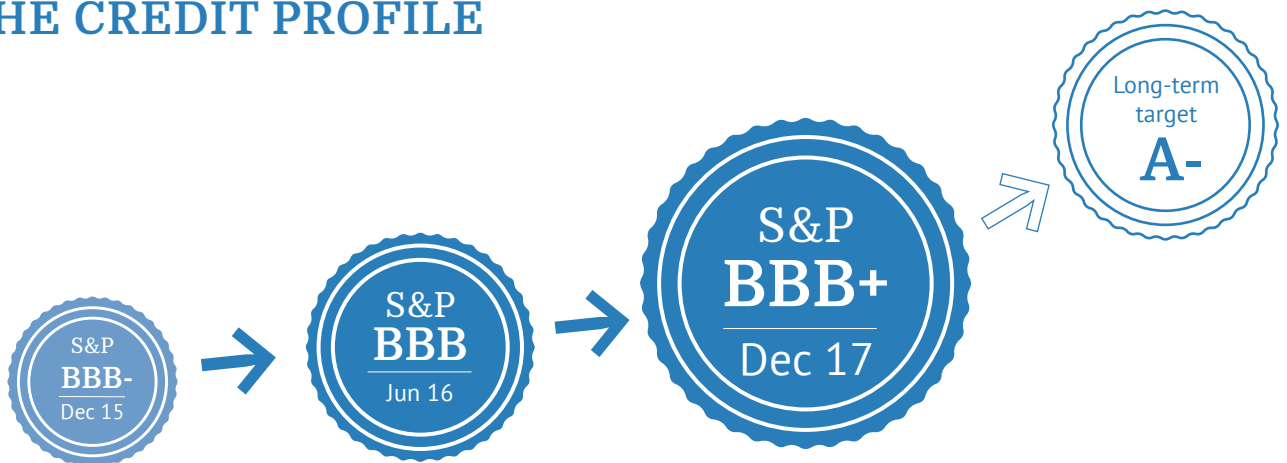 HE CREDIT PROFILE
S&P
BBB-
Dec 15
S&P
BBB
Jun 16
S&P
BBB+
Dec 17
Long-term
target
A-